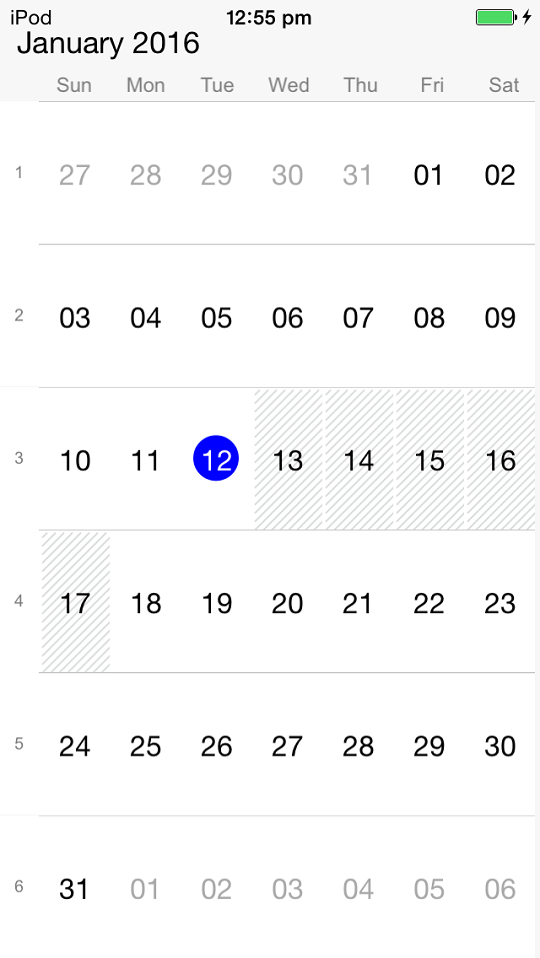 iPod 12:55 pm
January 2016
Sun Mon Tue Wed Thu Fri Sat
1 27 28 29 30 31 01 02
2 03 04 05 06 07 08 09
3 10 11 12 13 14 15 16
4 17 18 19 20 21 22 23
5 24 25 26 27 28 29 30
6 31 01 02 03 04 05 06